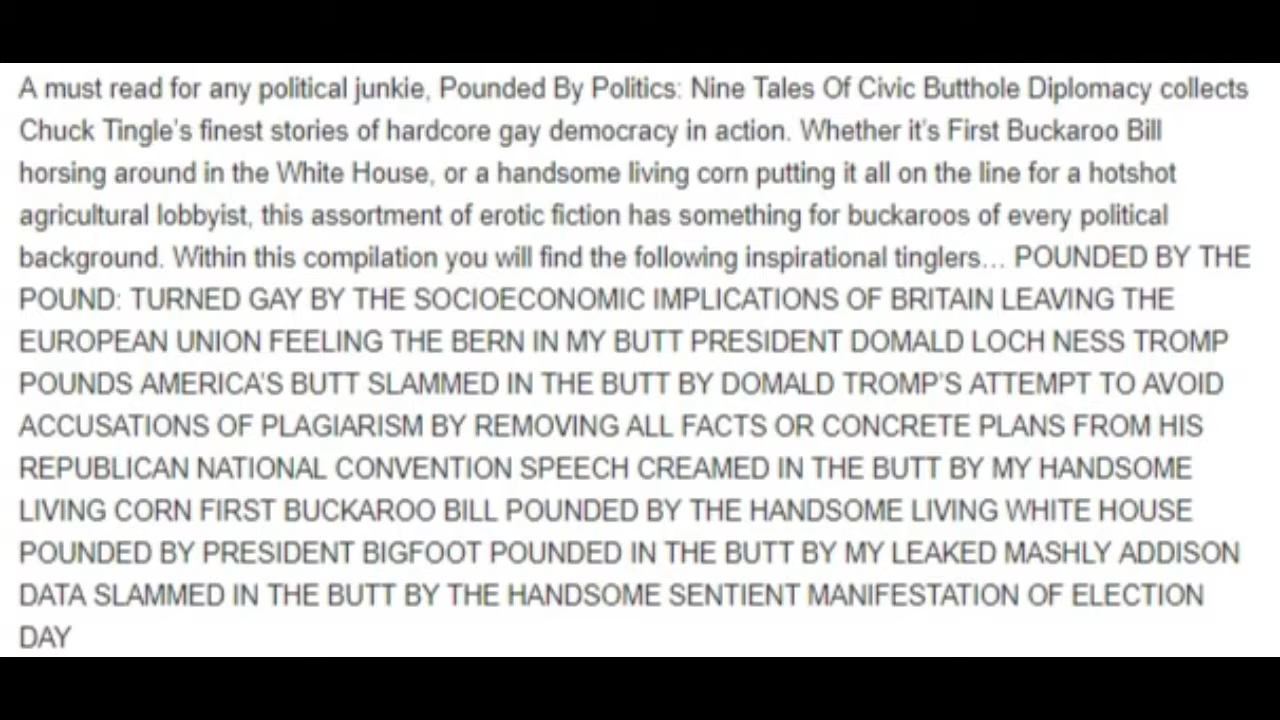 A must read for any political junkie, Pounded By Politics: Nine Tales Of Civic Butthole Diplomacy collects
Chuck Tingle's finest stories of hardcore gay democracy in action. Whether it's First Buckaroo Bill
horsing around in the White House, or a handsome living corn putting it all on the line for a hotshot
agricultural lobbyist, this assortment of erotic fiction has something for buckaroos of every political
background. Within this compilation you will find the following inspirational tinglers... POUNDED BY THE
POUND: TURNED GAY BY THE SOCIOECONOMIC IMPLICATIONS OF BRITAIN LEAVING THE
EUROPEAN UNION FEELING THE BERN IN MY BUTT PRESIDENT DOMALD LOCH NESS TROMP
POUNDS AMERICA'S BUTT SLAMMED IN THE BUTT BY DOMALD TROMP'S ATTEMPT TO AVOID
ACCUSATIONS OF PLAGIARISM BY REMOVING ALL FACTS OR CONCRETE PLANS FROM HIS
REPUBLICAN NATIONAL CONVENTION SPEECH CREAMED IN THE BUTT BY MY HANDSOME
LIVING CORN FIRST BUCKAROO BILL POUNDED BY THE HANDSOME LIVING WHITE HOUSE
POUNDED BY PRESIDENT BIGFOOT POUNDED IN THE BUTT BY MY LEAKED MASHLY ADDISON
DATA SLAMMED IN THE BUTT BY THE HANDSOME SENTIENT MANIFESTATION OF ELECTION
DAY